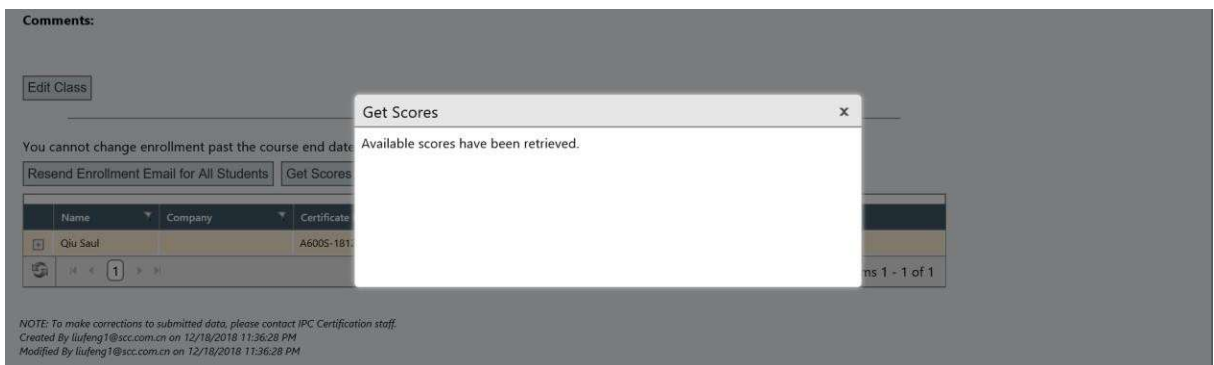 Comments:
Edit Class
Get Scores x
Available scores have been retrieved.
You cannot change enrollment past the course end date
Resend Enrollment Email for All Students Get Scores
Name Company Certificate
Qiu Saul A600S-181
1 1 - 1 of 1
NOTE: To make corrections to submitted data, please contact IPC Certification staff.
Created By liufeng1@scc.com.cn on 12/18/2018 11:36:28 PM
Modified By liufeng1@scc.com.cn on 12/18/2018 11:36:28 PM